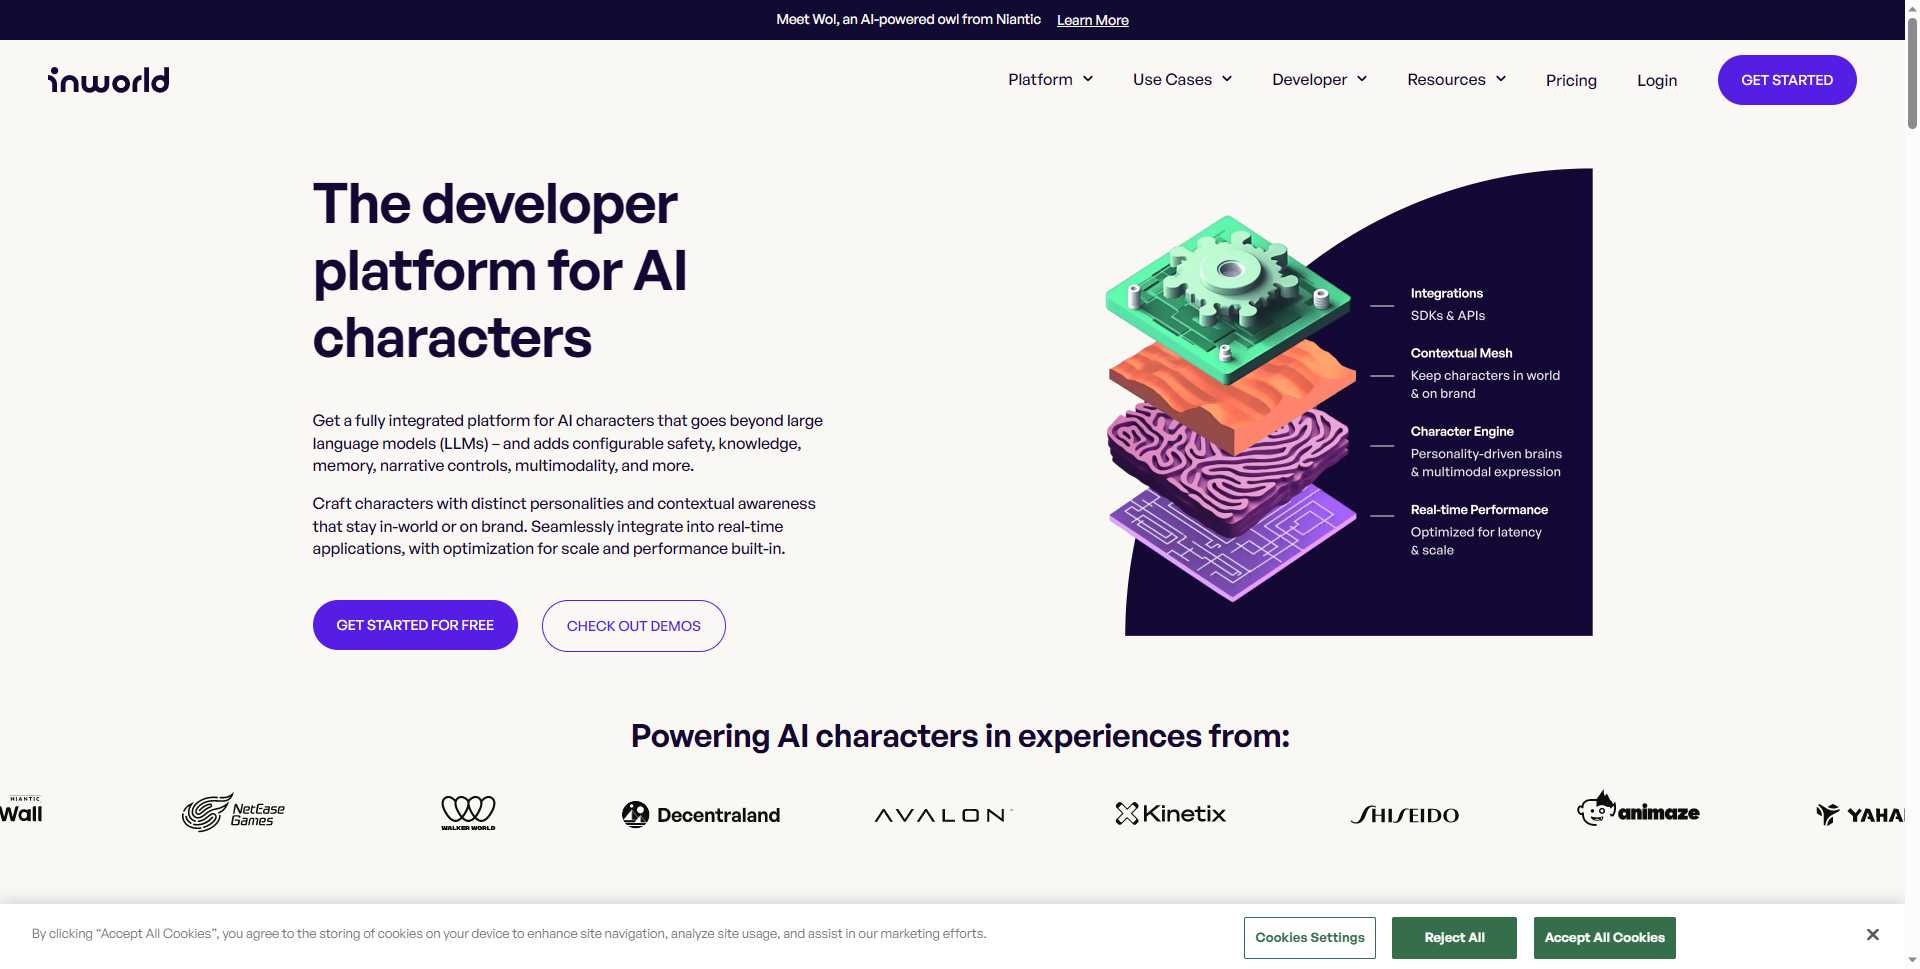 Meet Wol, an AI-powered owl from Niantic Learn More
inworld
Platform Use Cases Developer Resources Pricing Login GET STARTED
The developer
platform for AI
characters
Get a fully integrated platform for AI characters that goes beyond large
language models (LLMs) – and adds configurable safety, knowledge,
memory, narrative controls, multimodality, and more.
Craft characters with distinct personalities and contextual awareness
that stay in-world or on brand. Seamlessly integrate into real-time
applications, with optimization for scale and performance built-in.
GET STARTED FOR FREE CHECK OUT DEMOS
Integrations
SDKs & APIs
Contextual Mesh
Keep characters in world
& on brand
Character Engine
Personality-driven brains
& multimodal expression
Real-time Performance
Optimized for latency
& scale
Powering AI characters in experiences from:
NIANTIC
Wall
NetEase
Games
WALKER WORLD
Decentraland
AVALON
Kinetix
SHISEIDO
animaze
YAHA
By clicking “Accept All Cookies”, you agree to the storing of cookies on your device to enhance site navigation, analyze site usage, and assist in our marketing efforts.
Cookies Settings Reject All Accept All Cookies